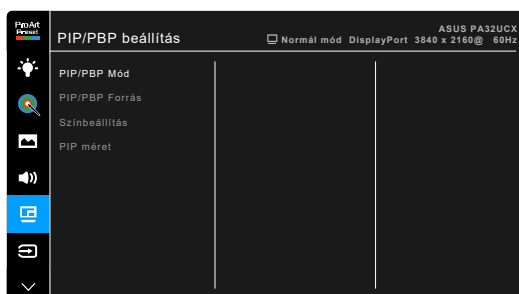 ProArt
Preset
PIP/PBP beállítás
ASUS PA32UCX
Normál mód DisplayPort 3840 x 2160@ 60Hz
PIP/PBP Mód
PIP/PBP Forrás
Színbeállítás
PIP méret